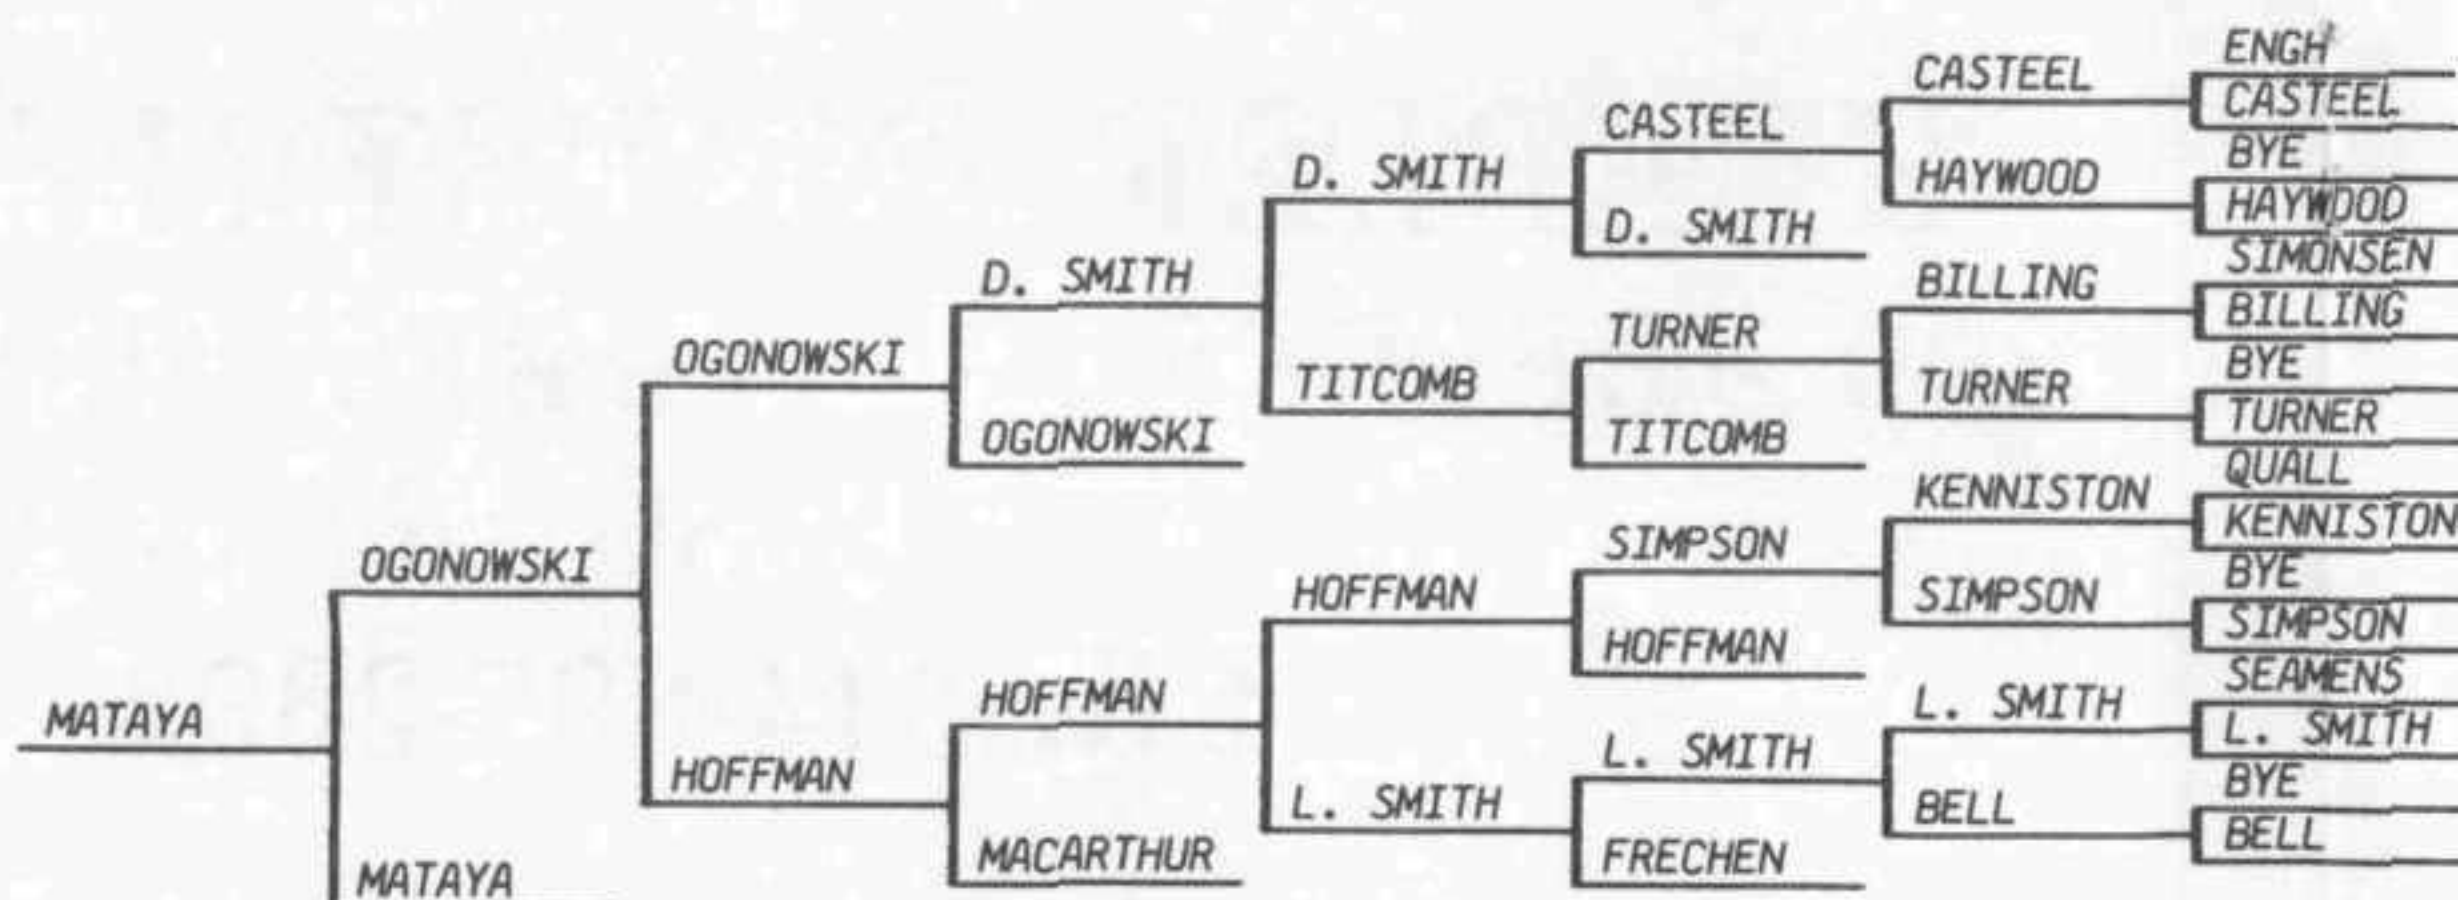 ENGH
CASTEEL
CASTEEL
CASTEEL
BYE
D. SMITH
HAYWOOD
HAYWOOD
D. SMITH
SIMONSEN
D. SMITH
BILLING
BILLING
TURNER
OGONOWSKI
BYE
TITCOMB
TURNER
TURNER
OGONOWSKI
TITCOMB
QUALL
KENNISTON
KENNISTON
SIMPSON
OGONOWSKI
BYE
HOFFMAN
SIMPSON
SIMPSON
HOFFMAN
SEAMENS
HOFFMAN
L. SMITH
MATAYA
L. SMITH
L. SMITH
HOFFMAN
BYE
L. SMITH
BELL
BELL
MACARTHUR
FRECHEN
MATAYA